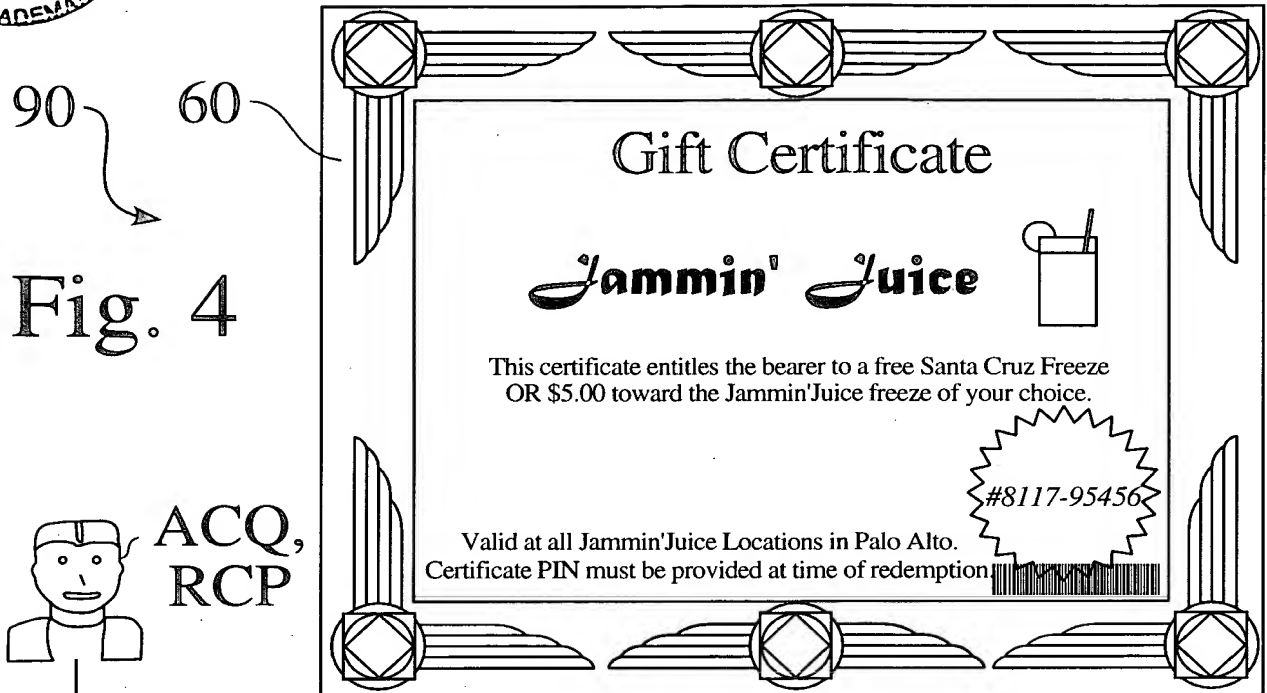 90
60
Fig. 4
Gift Certificate
Jammin' Juice
This certificate entitles the bearer to a free Santa Cruz Freeze
OR $5.00 toward the Jammin'Juice freeze of your choice.
#8117-95456
Valid at all Jammin'Juice Locations in Palo Alto.
Certificate PIN must be provided at time of redemption.
ACQ,
RCP